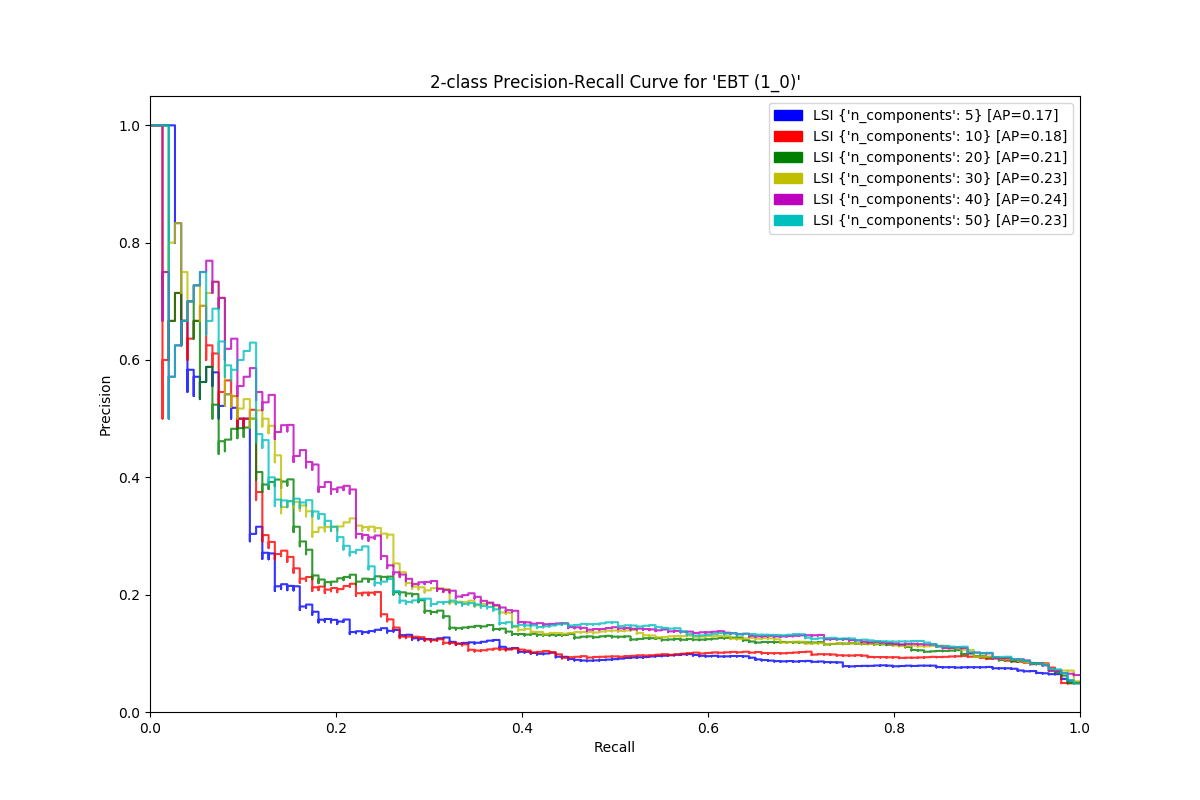 2-class Precision-Recall Curve for 'EBT (1_0)'
LSI {'n_components': 5} [AP=0.17]
LSI {'n_components': 10} [AP=0.18]
LSI {'n_components': 20} [AP=0.21]
LSI {'n_components': 30} [AP=0.23]
LSI {'n_components': 40} [AP=0.24]
LSI {'n_components': 50} [AP=0.23]
1.0
0.8
0.6
0.4
0.2
0.0
Precision
0.0 0.2 0.4 0.6 0.8 1.0
Recall